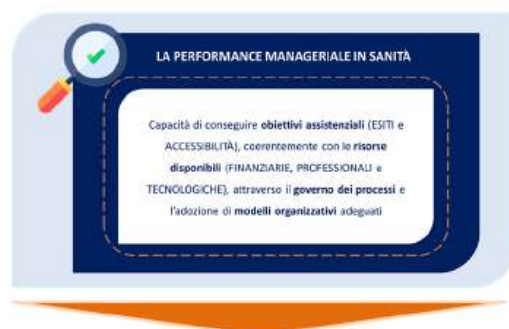 LA PERFORMANCE MANAGERIALE IN SANITÀ
Capacità di conseguire obiettivi assistenziali (ESITI e
ACCESSIBILITÀ), coerentemente con le risorse
disponibili (FINANZIARIE, PROFESSIONALI e
TECNOLOGICHE), attraverso il governo dei processi e
l'adozione di modelli organizzativi adeguati